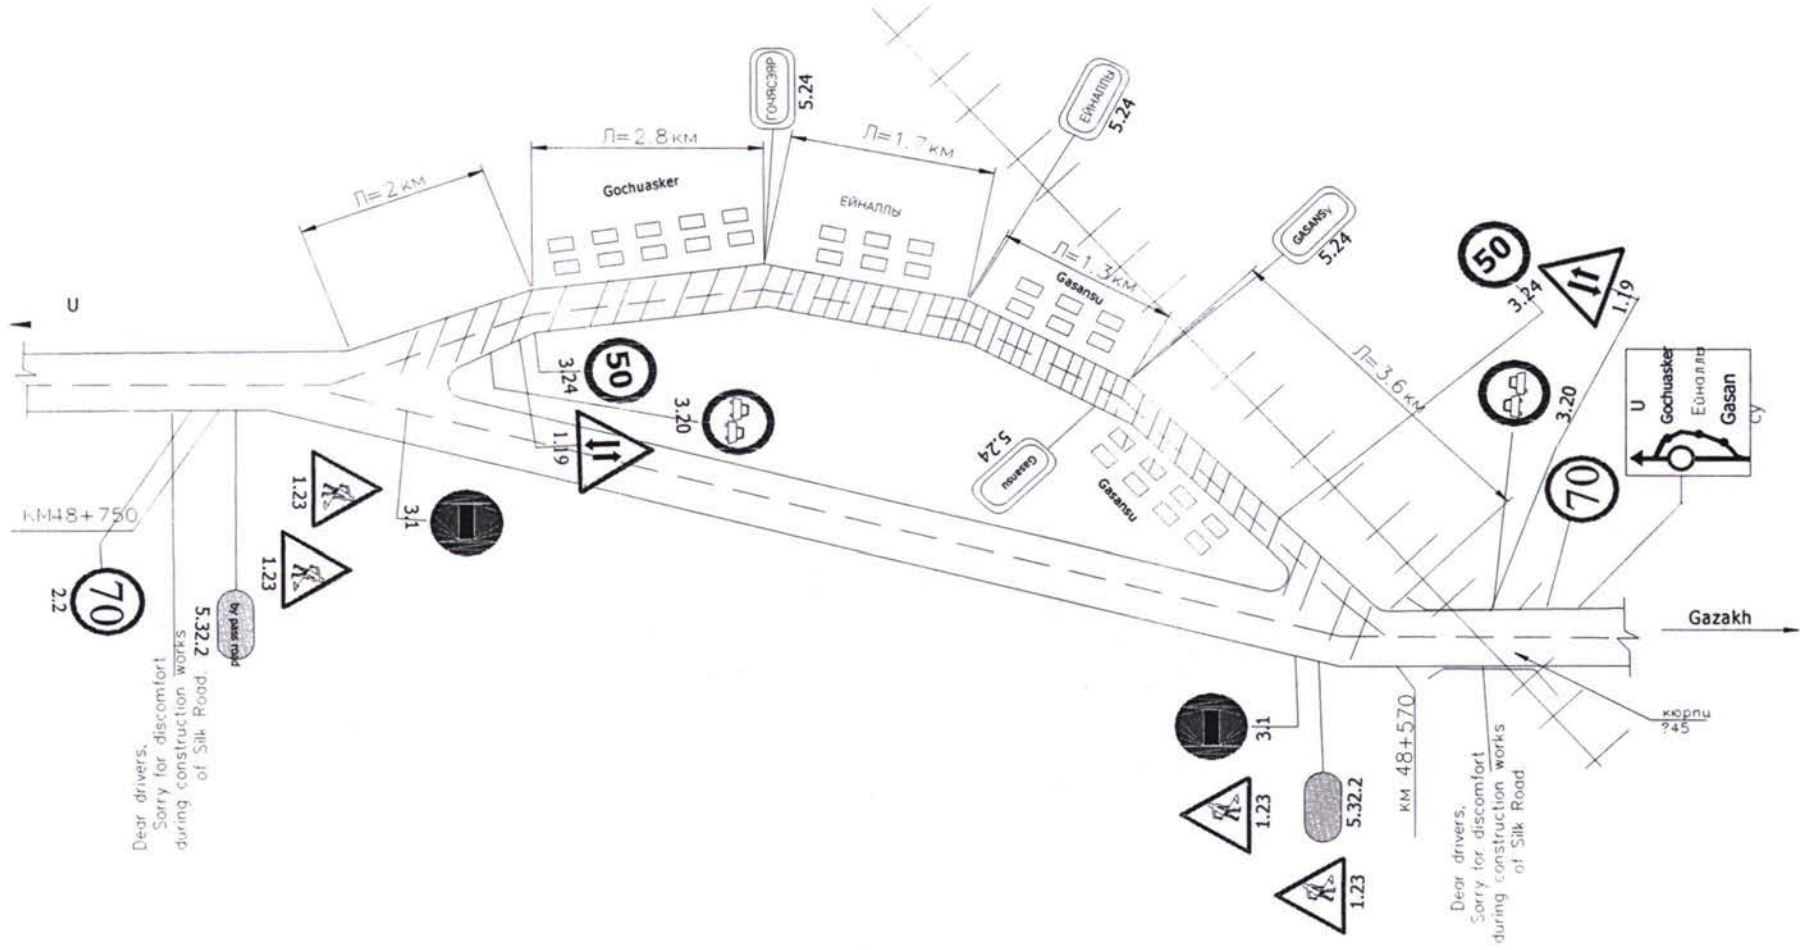 U
Л=2 км
Л=2.8 км
Gochuasker
ГОЧЯСЭЯР
5.24
Л=1.7 км
ЕЙНАЛЛЫ
ЕЙНАЛЛЫ
5.24
Л=1.3 км
Gasansu
GASANSy
5.24
Л=3.6 км
50
3.24
1.19
3.20
70
U
Gochuasker
Ейналлы
Gasan
су
50
3.24
3.20
1.19
5.24
Gasansu
Gasansu
КМ48+750
70
2.2
1.23
1.23
3.1
by pass road
5.32.2
Dear drivers,
Sorry for discomfort
during construction works
of Silk Road.
Gazakh
кюрпи
?45
3.1
1.23
5.32.2
1.23
КМ 48+570
Dear drivers,
Sorry for discomfort
during construction works
of Silk Road.